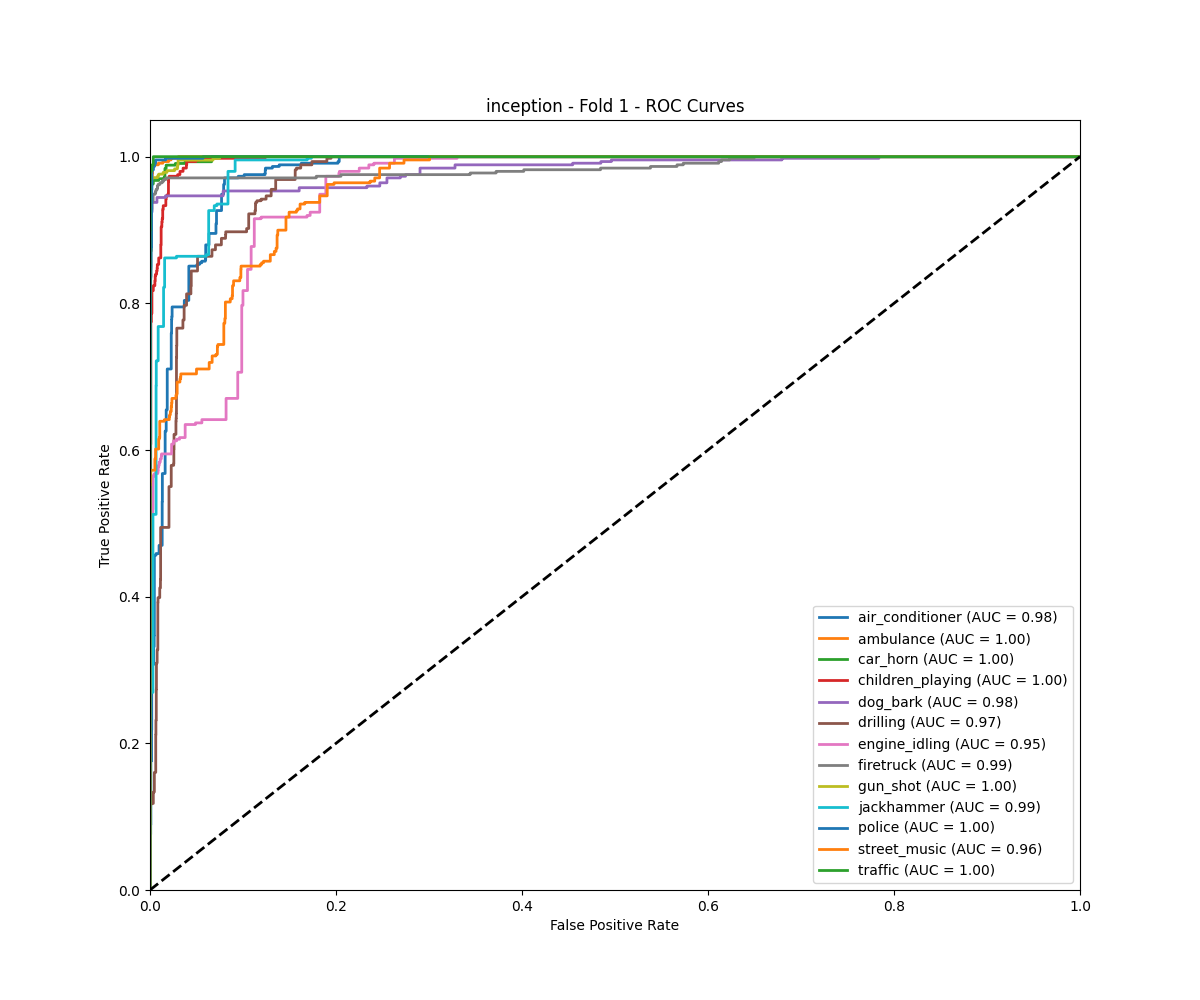 inception - Fold 1 - ROC Curves
1.0
0.8
0.6
0.4
0.2
0.0
True Positive Rate
0.0 0.2 0.4 0.6 0.8 1.0
False Positive Rate
air_conditioner (AUC = 0.98)
ambulance (AUC = 1.00)
car_horn (AUC = 1.00)
children_playing (AUC = 1.00)
dog_bark (AUC = 0.98)
drilling (AUC = 0.97)
engine_idling (AUC = 0.95)
firetruck (AUC = 0.99)
gun_shot (AUC = 1.00)
jackhammer (AUC = 0.99)
police (AUC = 1.00)
street_music (AUC = 0.96)
traffic (AUC = 1.00)